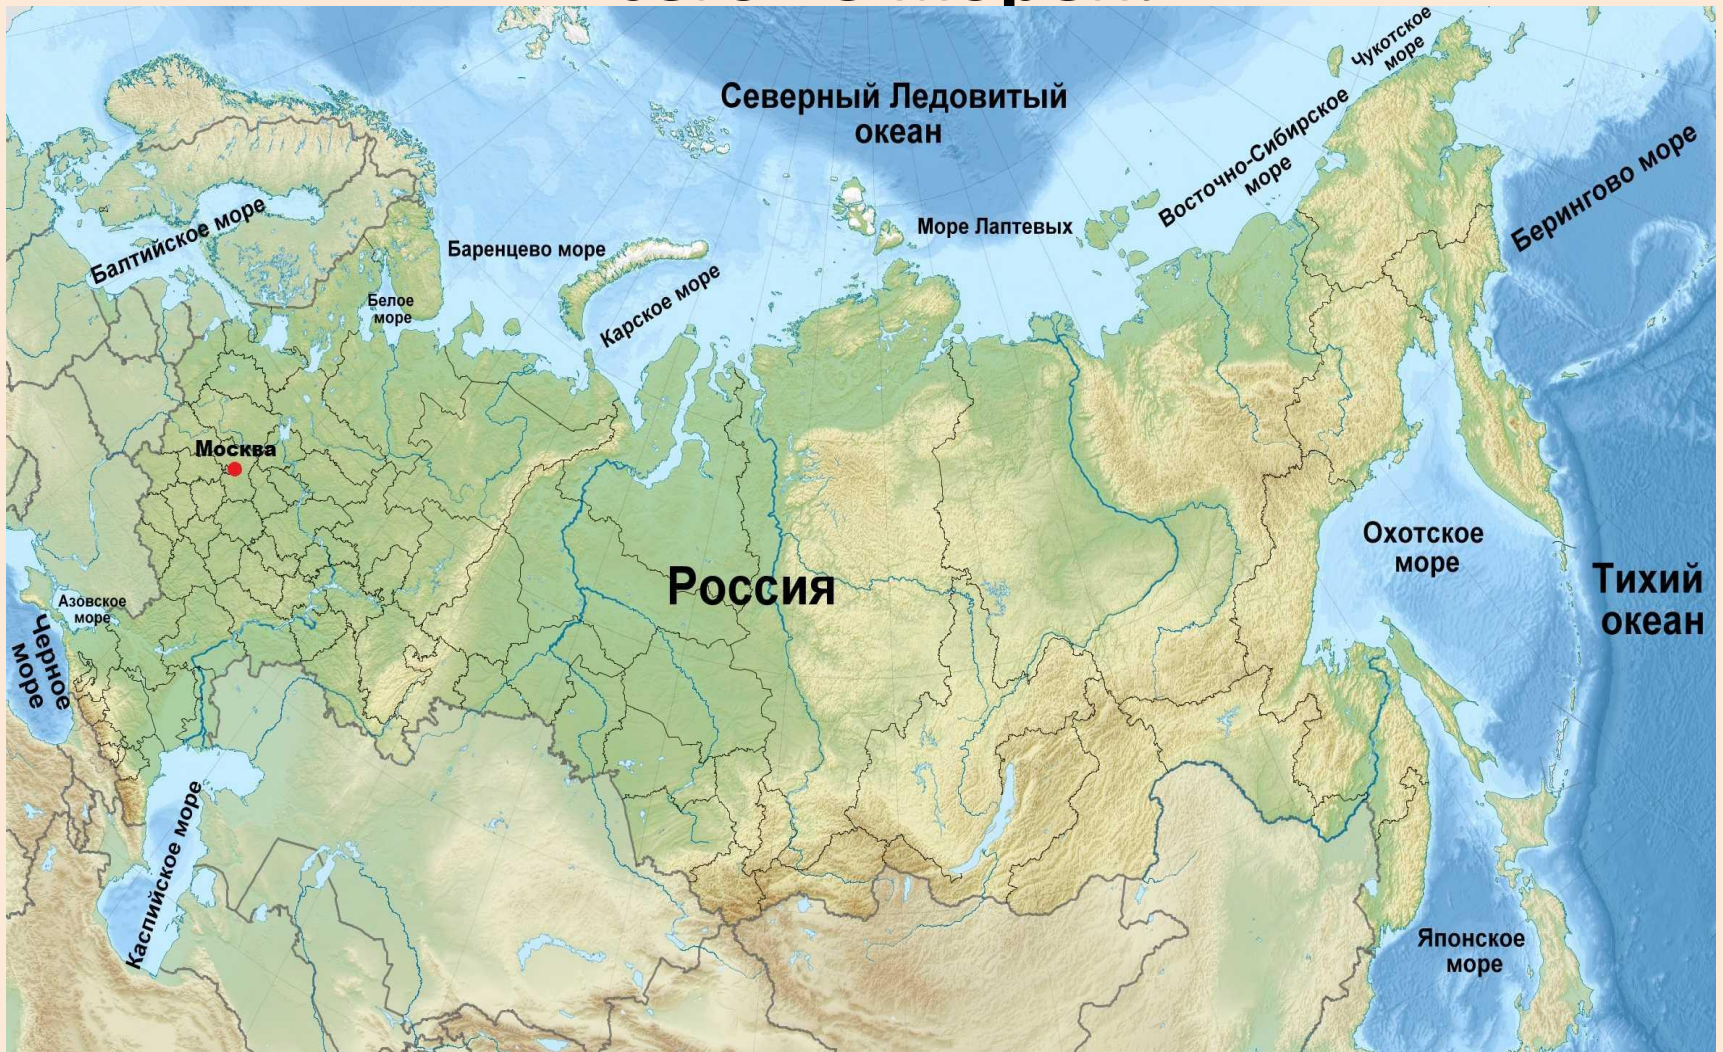 Чукотское
море
Северный Ледовитый
океан
Восточно-Сибирское
море
Берингово море
Балтийское море
Баренцево море
Море Лаптевых
Карское море
Белое
море
Москва
Россия
Охотское
море
Тихий
океан
Азовское
море
Черное
море
Каспийское море
Японское
море